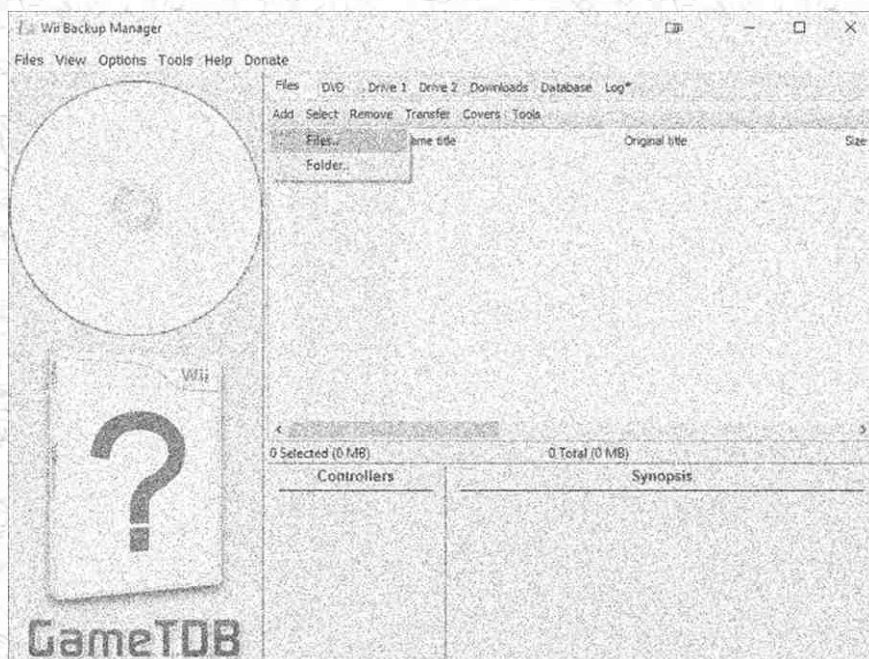 Wii Backup Manager
Files View Options Tools Help Donate
Files DVD Drive 1 Drive 2 Downloads Database Log*
Add Select Remove Transfer Covers Tools
Files.. ame title Original title Size
Folder..
Wii
?
0 Selected (0 MB) 0 Total (0 MB)
Controllers Synopsis
GameTDB